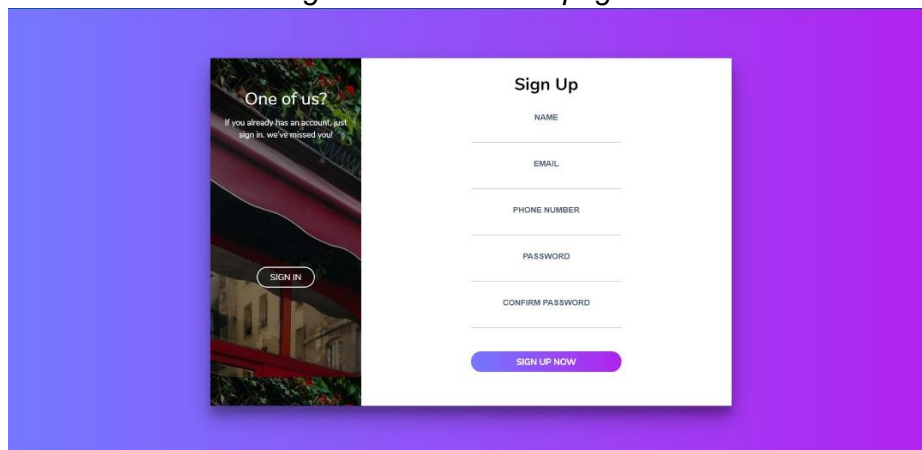 One of us?
If you already has an account, just
sign in. we've missed you!
SIGN IN
Sign Up
NAME
EMAIL
PHONE NUMBER
PASSWORD
CONFIRM PASSWORD
SIGN UP NOW